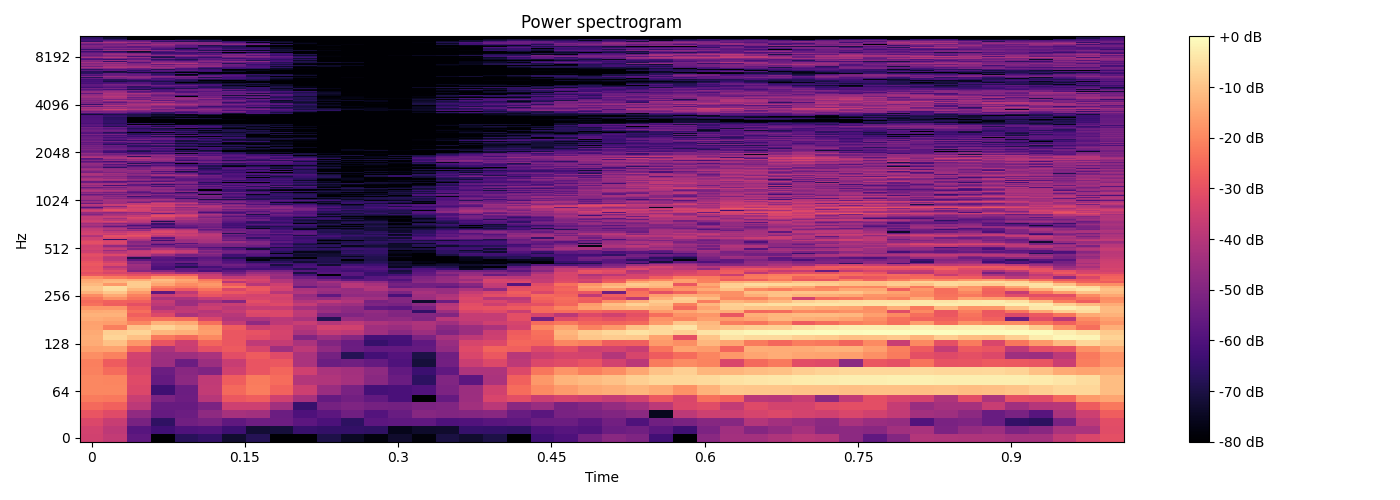 Power spectrogram
8192
4096
2048
1024
512
256
128
64
0
Hz
0 0.15 0.3 0.45 0.6 0.75 0.9
Time
+0 dB
-10 dB
-20 dB
-30 dB
-40 dB
-50 dB
-60 dB
-70 dB
-80 dB